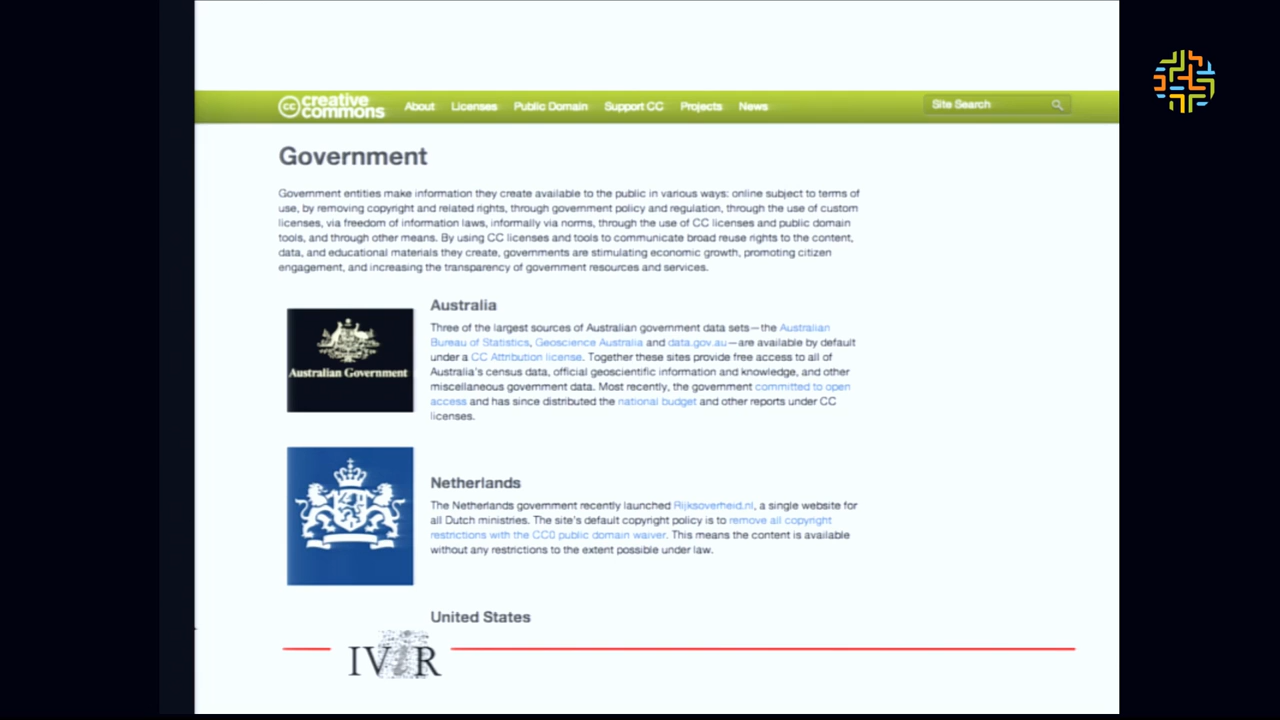 creative
commons
About Licenses Public Domain Support CC Projects News
Site Search
Government
Government entities make information they create available to the public in various ways: online subject to terms of
use, by removing copyright and related rights, through government policy and regulation, through the use of custom
licenses, via freedom of information laws, informally via norms, through the use of CC licenses and public domain
tools, and through other means. By using CC licenses and tools to communicate broad reuse rights to the content,
data, and educational materials they create, governments are stimulating economic growth, promoting citizen
engagement, and increasing the transparency of government resources and services.
Australian Government
Australia
Three of the largest sources of Australian government data sets—the Australian
Bureau of Statistics, Geoscience Australia and data.gov.au—are available by default
under a CC Attribution license. Together these sites provide free access to all of
Australia's census data, official geoscientific information and knowledge, and other
miscellaneous government data. Most recently, the government committed to open
access and has since distributed the national budget and other reports under CC
licenses.
Netherlands
The Netherlands government recently launched Rijksoverheid.nl, a single website for
all Dutch ministries. The site's default copyright policy is to remove all copyright
restrictions with the CC0 public domain waiver. This means the content is available
without any restrictions to the extent possible under law.
United States
IViR